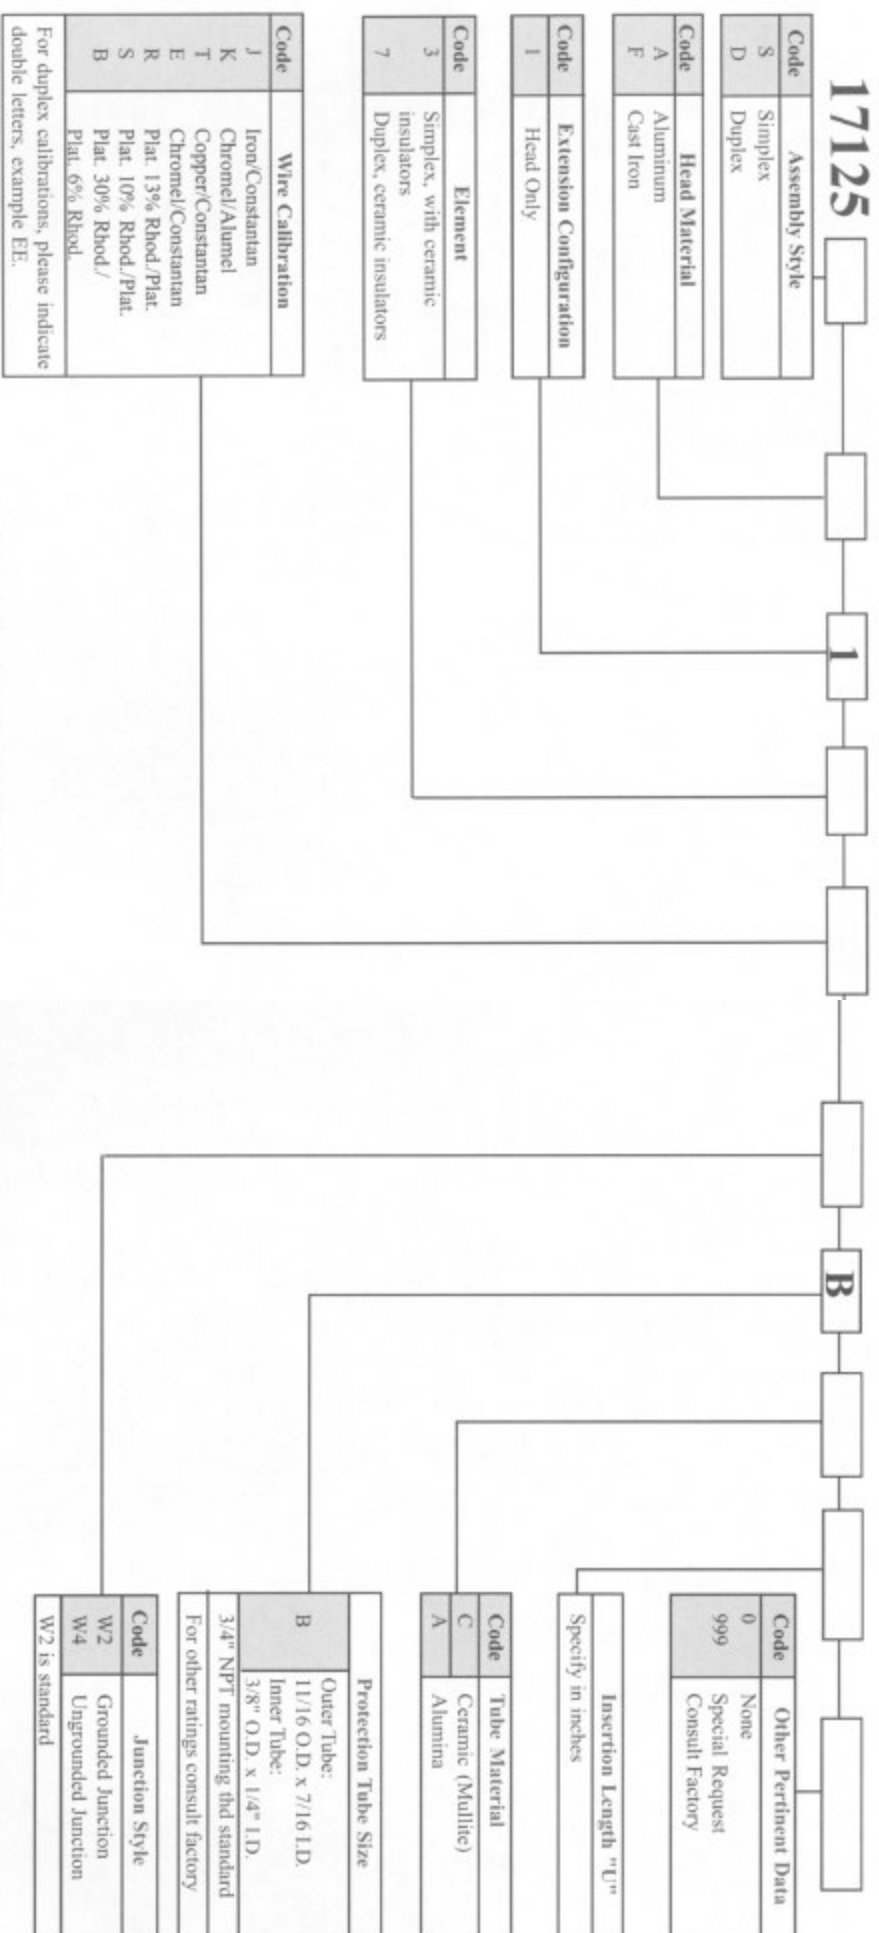 17125
1
B
Code Assembly Style
S Simplex
D Duplex
Code Head Material
A Aluminum
F Cast Iron
Code Extension Configuration
1 Head Only
Code Element
3 Simplex, with ceramic
insulators
7 Duplex, ceramic insulators
Code Wire Calibration
J Iron/Constantan
K Chromel/Alumel
T Copper/Constantan
E Chromel/Constantan
R Plat. 13% Rhod./Plat.
S Plat. 10% Rhod./Plat.
B Plat. 30% Rhod./
Plat. 6% Rhod.
For duplex calibrations, please indicate
double letters, example EE.
Code Other Pertinent Data
0 None
999 Special Request
Consult Factory
Insertion Length "U"
Specify in inches
Code Tube Material
C Ceramic (Mullite)
A Alumina
Protection Tube Size
Outer Tube:
B 11/16 O.D. x 7/16 I.D.
Inner Tube:
3/8" O.D. x 1/4" I.D.
3/4" NPT mounting thd standard
For other ratings consult factory
Code Junction Style
W2 Grounded Junction
W4 Ungrounded Junction
W2 is standard